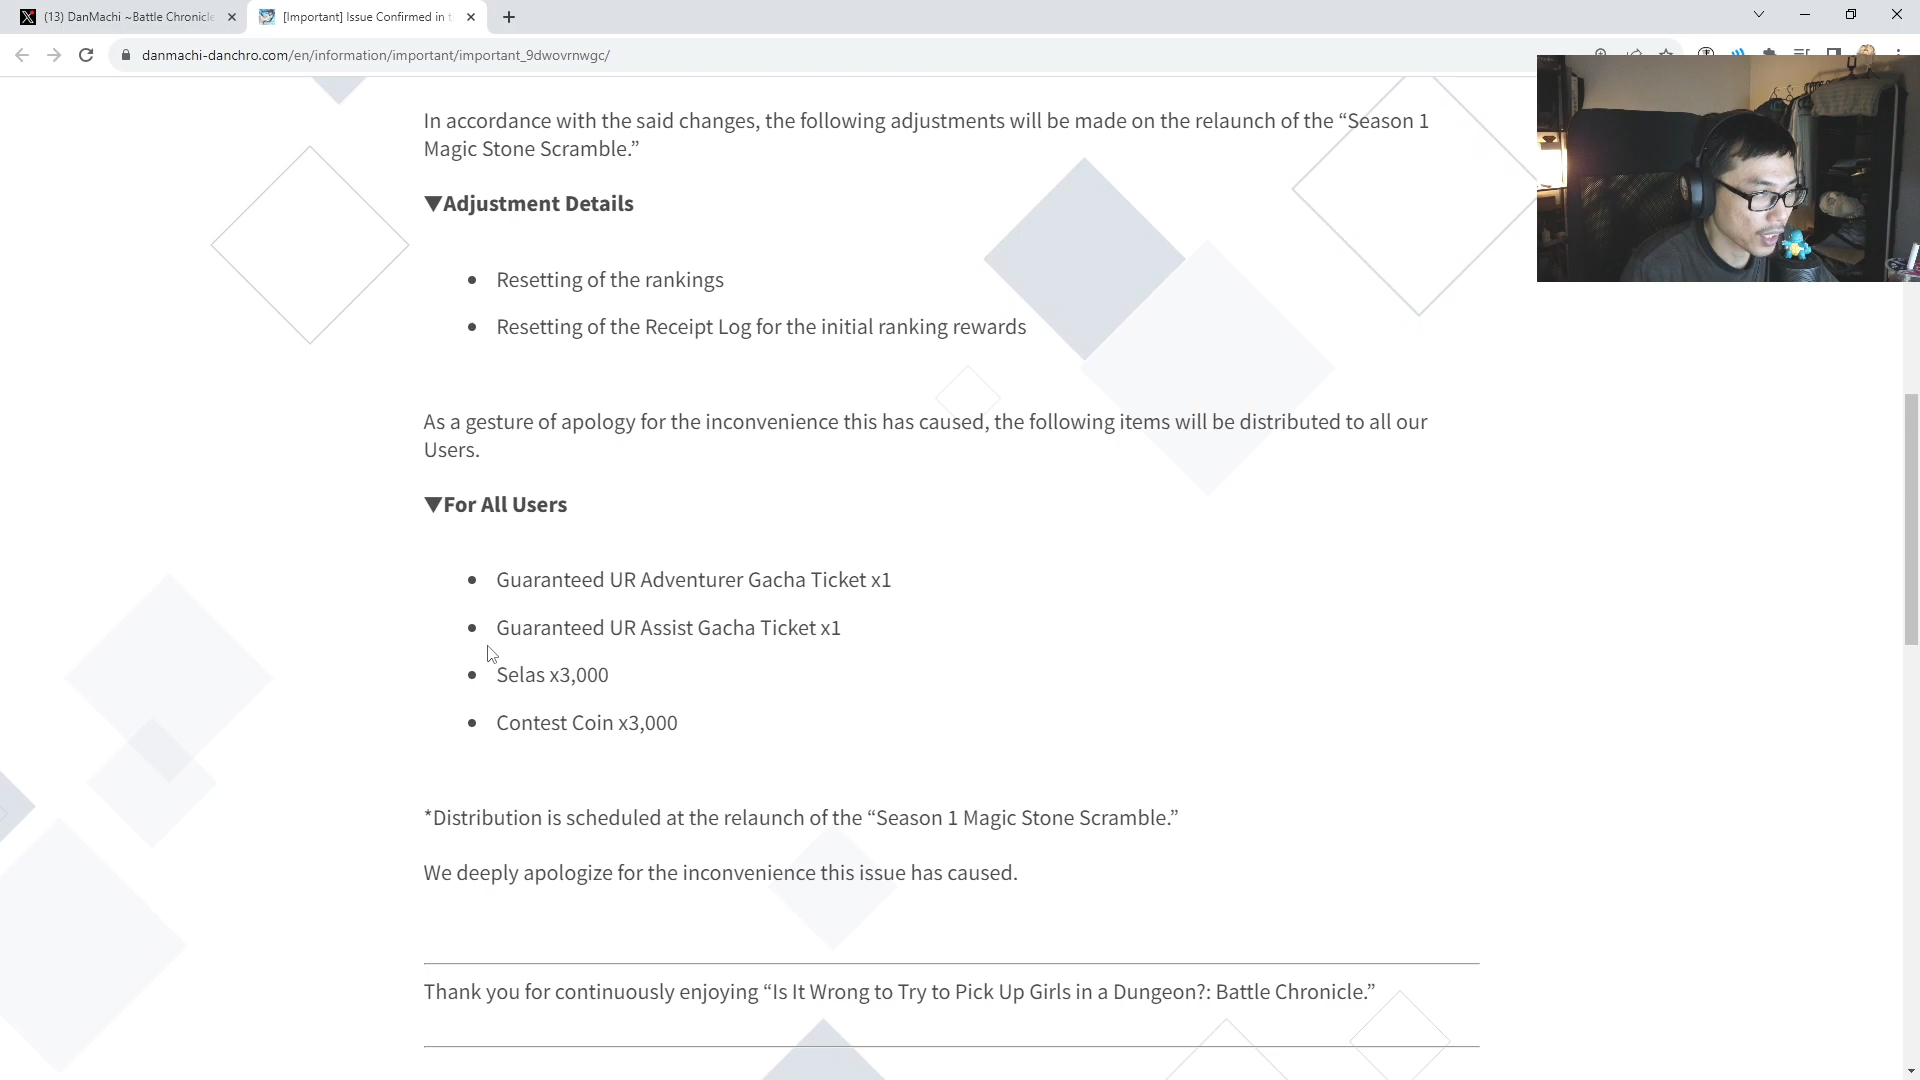 (13) DanMachi ~Battle Chronicle
[Important] Issue Confirmed in t
danmachi-danchro.com/en/information/important/important_9dwovrnwgc/
In accordance with the said changes, the following adjustments will be made on the relaunch of the “Season 1
Magic Stone Scramble.”
▼Adjustment Details
• Resetting of the rankings
• Resetting of the Receipt Log for the initial ranking rewards
As a gesture of apology for the inconvenience this has caused, the following items will be distributed to all our
Users.
▼For All Users
• Guaranteed UR Adventurer Gacha Ticket x1
• Guaranteed UR Assist Gacha Ticket x1
• Selas x3,000
• Contest Coin x3,000
*Distribution is scheduled at the relaunch of the “Season 1 Magic Stone Scramble.”
We deeply apologize for the inconvenience this issue has caused.
Thank you for continuously enjoying “Is It Wrong to Try to Pick Up Girls in a Dungeon?: Battle Chronicle.”